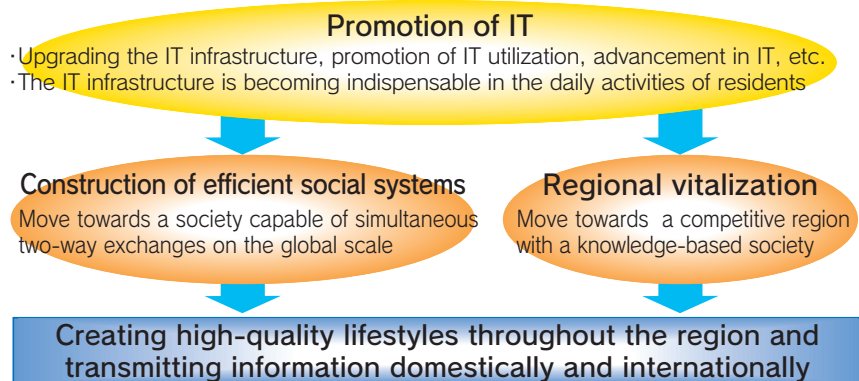 Promotion of IT
·Upgrading the IT infrastructure, promotion of IT utilization, advancement in IT, etc.
·The IT infrastructure is becoming indispensable in the daily activities of residents
Construction of efficient social systems
Move towards a society capable of simultaneous
two-way exchanges on the global scale
Regional vitalization
Move towards a competitive region
with a knowledge-based society
Creating high-quality lifestyles throughout the region and
transmitting information domestically and internationally